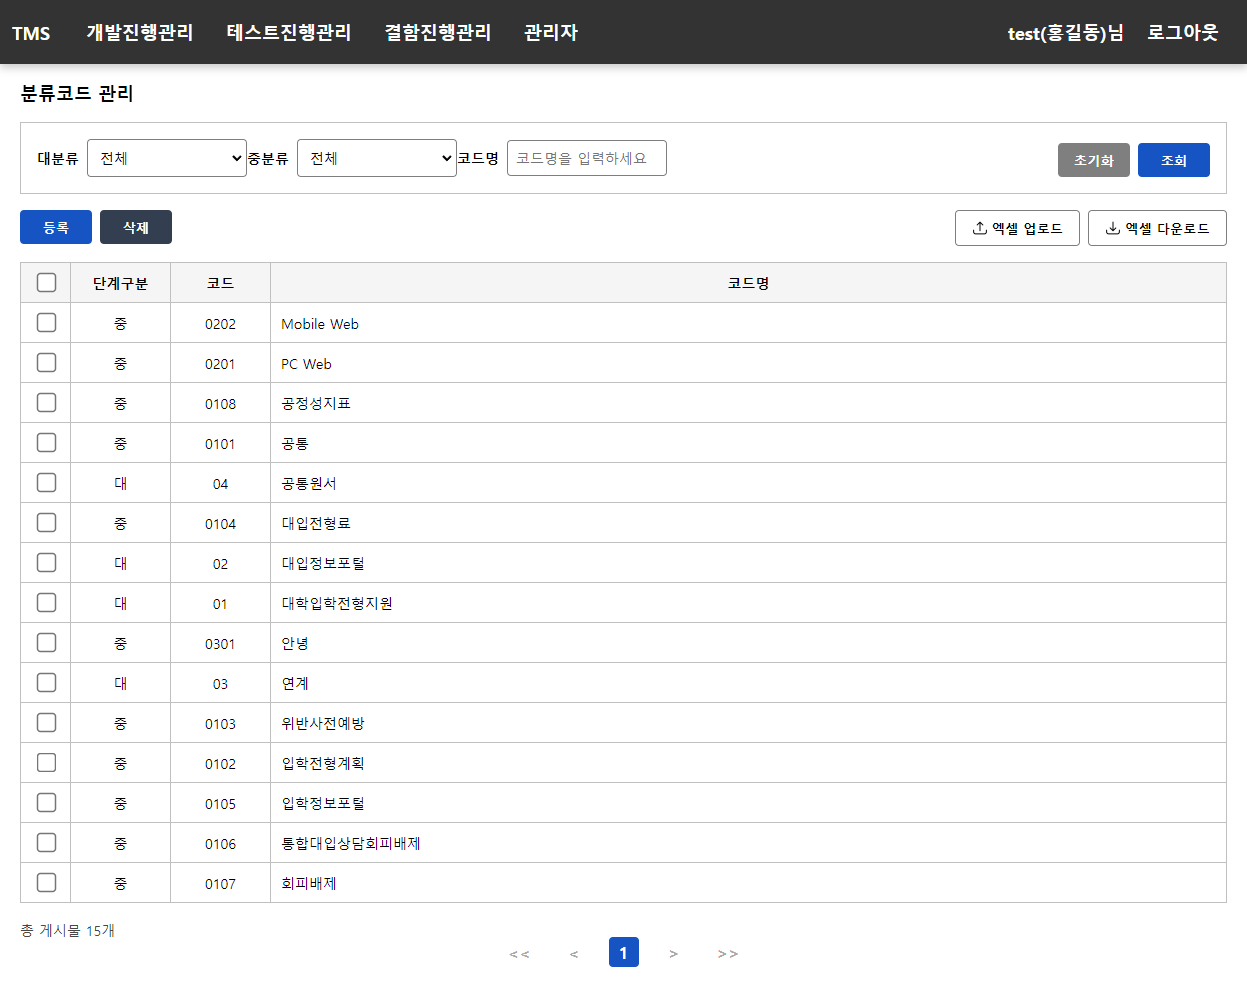 TMS 개발진행관리 테스트진행관리 결함진행관리 관리자 test(홍길동)님 로그아웃
분류코드 관리
대분류 전체 중분류 전체 코드명 코드명을 입력하세요 초기화 조회
등록 삭제 엑셀 업로드 엑셀 다운로드
단계구분 코드 코드명
중 0202 Mobile Web
중 0201 PC Web
중 0108 공정성지표
중 0101 공통
대 04 공통원서
중 0104 대입전형료
대 02 대입정보포털
대 01 대학입학전형지원
중 0301 안녕
대 03 연계
중 0103 위반사전예방
중 0102 입학전형계획
중 0105 입학정보포털
중 0106 통합대입상담회피배제
중 0107 회피배제
총 게시물 15개
<< < 1 > >>